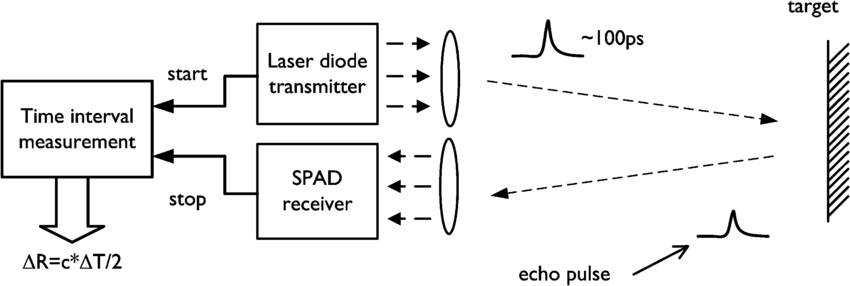 target
~100ps
Laser diode
transmitter
start
Time interval
measurement
SPAD
receiver
stop
ΔR=c*ΔT/2
echo pulse